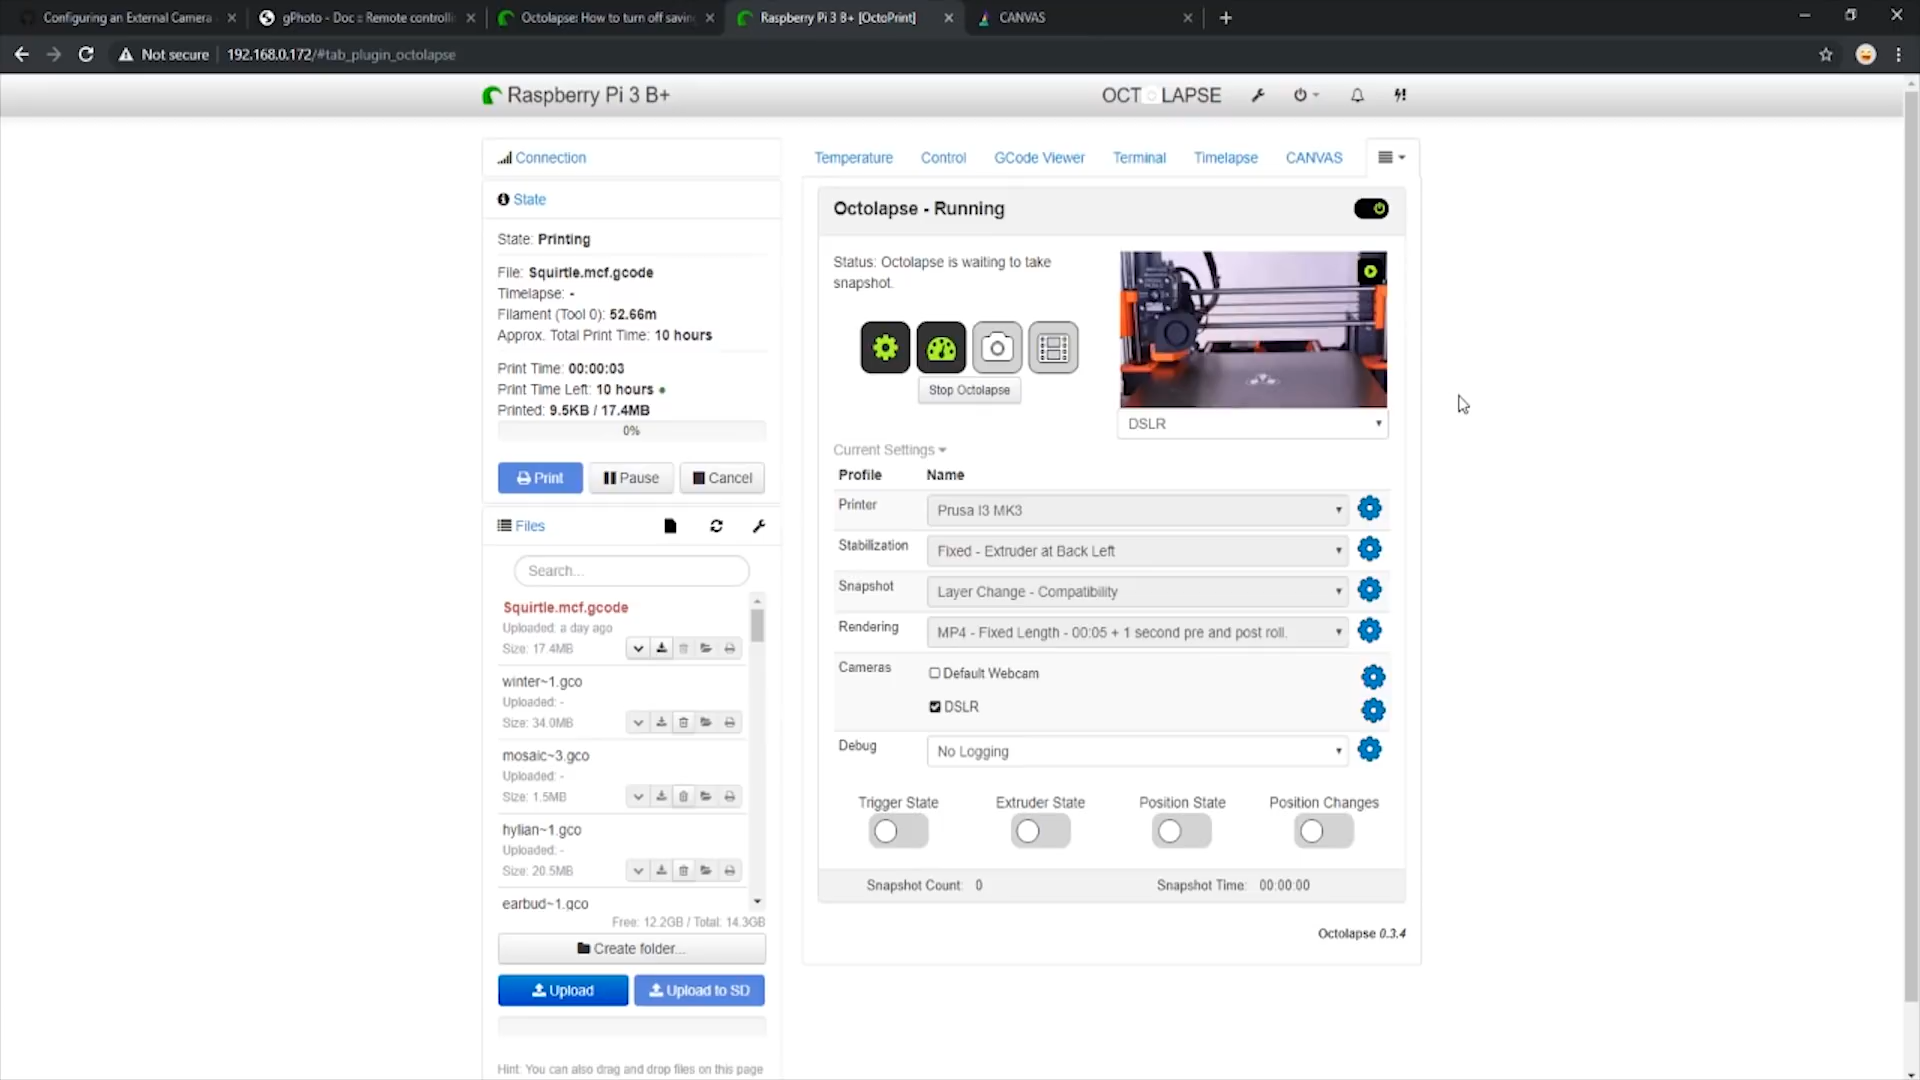 Configuring an External Camera
gPhoto - Doc :: Remote controlli
Octolapse: How to turn off savin
Raspberry Pi 3 B+ [OctoPrint]
CANVAS
Not secure
192.168.0.172/#tab_plugin_octolapse
Raspberry Pi 3 B+
OCTOLAPSE
Connection
State
State: Printing
File: Squirtle.mcf.gcode
Timelapse: -
Filament (Tool 0): 52.66m
Approx. Total Print Time: 10 hours
Print Time: 00:00:03
Print Time Left: 10 hours
Printed: 9.5KB / 17.4MB
0%
Print
Pause
Cancel
Files
Search...
Squirtle.mcf.gcode
Uploaded: a day ago
Size: 17.4MB
winter~1.gco
Uploaded: -
Size: 34.0MB
mosaic~3.gco
Uploaded: -
Size: 1.5MB
hylian~1.gco
Uploaded: -
Size: 20.5MB
earbud~1.gco
Free: 12.2GB / Total: 14.3GB
Create folder...
Upload
Upload to SD
Hint: You can also drag and drop files on this page
Temperature
Control
GCode Viewer
Terminal
Timelapse
CANVAS
Octolapse - Running
Status: Octolapse is waiting to take
snapshot.
Stop Octolapse
DSLR
Current Settings
Profile
Name
Printer
Prusa I3 MK3
Stabilization
Fixed - Extruder at Back Left
Snapshot
Layer Change - Compatibility
Rendering
MP4 - Fixed Length - 00:05 + 1 second pre and post roll.
Cameras
Default Webcam
DSLR
Debug
No Logging
Trigger State
Extruder State
Position State
Position Changes
Snapshot Count: 0
Snapshot Time: 00:00:00
Octolapse 0.3.4